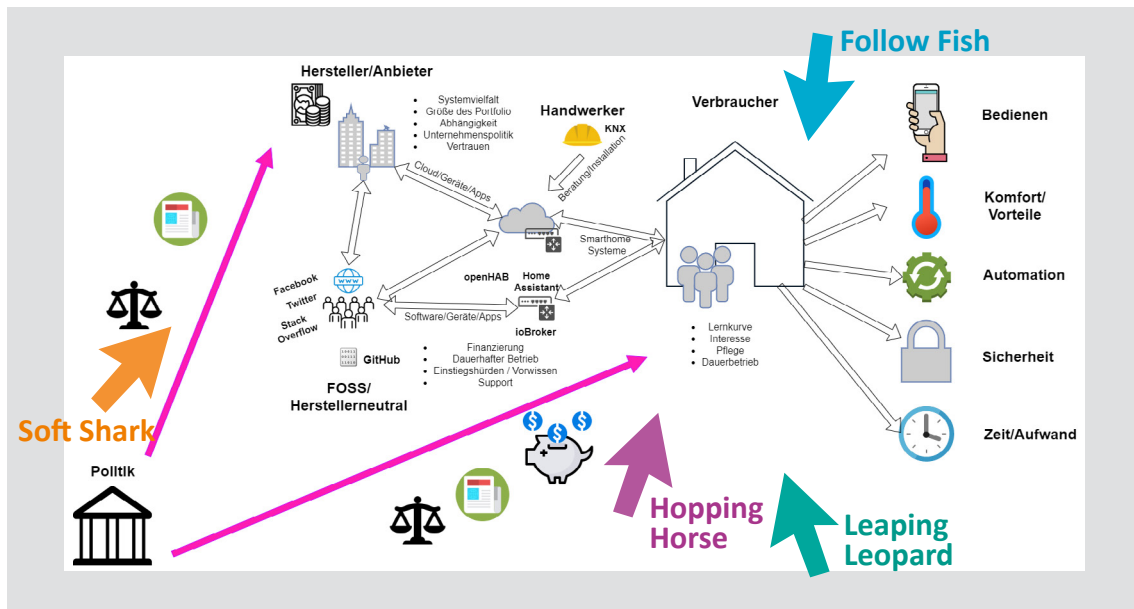 Follow Fish
Hersteller/Anbieter
Systemvielfalt
Größe des Portfolio
Abhängigkeit
Unternehmenspolitik
Vertrauen
Handwerker
KNX
Verbraucher
Bedienen
Cloud/Geräte/Apps
Beratung/Installation
Komfort/
Vorteile
Smarthome
Systeme
Automation
Facebook
Twitter
Stack
Overflow
WWW
openHAB
Home
Assistant
Software/Geräte/Apps
ioBroker
GitHub
FOSS/
Herstellerneutral
Finanzierung
Dauerhafter Betrieb
Einstiegshürden / Vorwissen
Support
Lernkurve
Interesse
Pflege
Dauerbetrieb
Sicherheit
Zeit/Aufwand
Soft Shark
Politik
Hopping
Horse
Leaping
Leopard